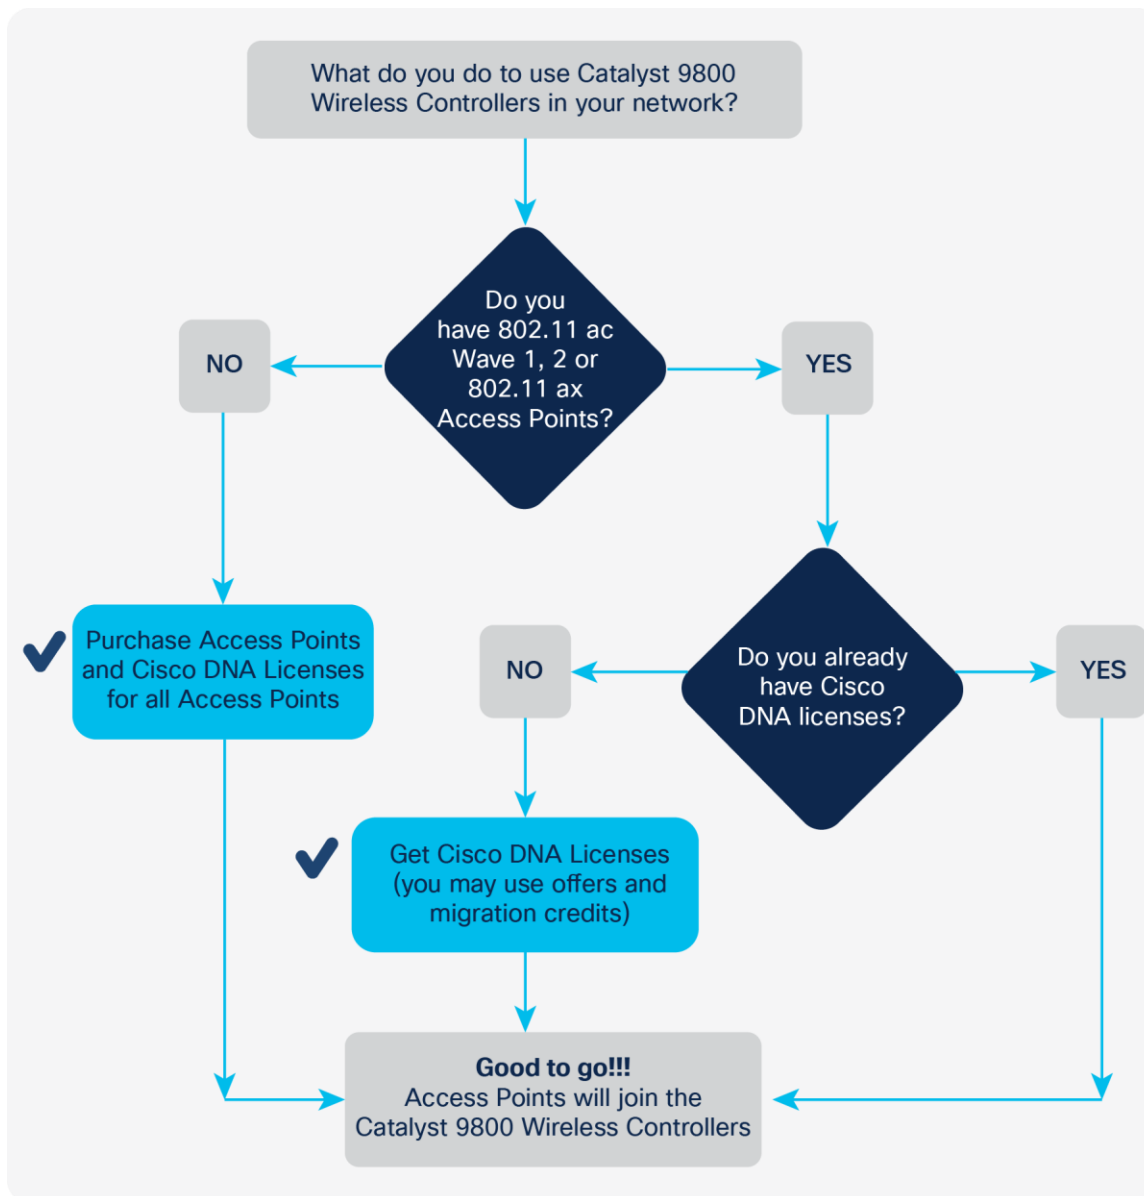 What do you do to use Catalyst 9800
Wireless Controllers in your network?
Do you
have 802.11 ac
Wave 1, 2 or
802.11 ax
Access Points?
NO
YES
Purchase Access Points
and Cisco DNA Licenses
for all Access Points
NO
Do you already
have Cisco
DNA licenses?
YES
Get Cisco DNA Licenses
(you may use offers and
migration credits)
Good to go!!!
Access Points will join the
Catalyst 9800 Wireless Controllers